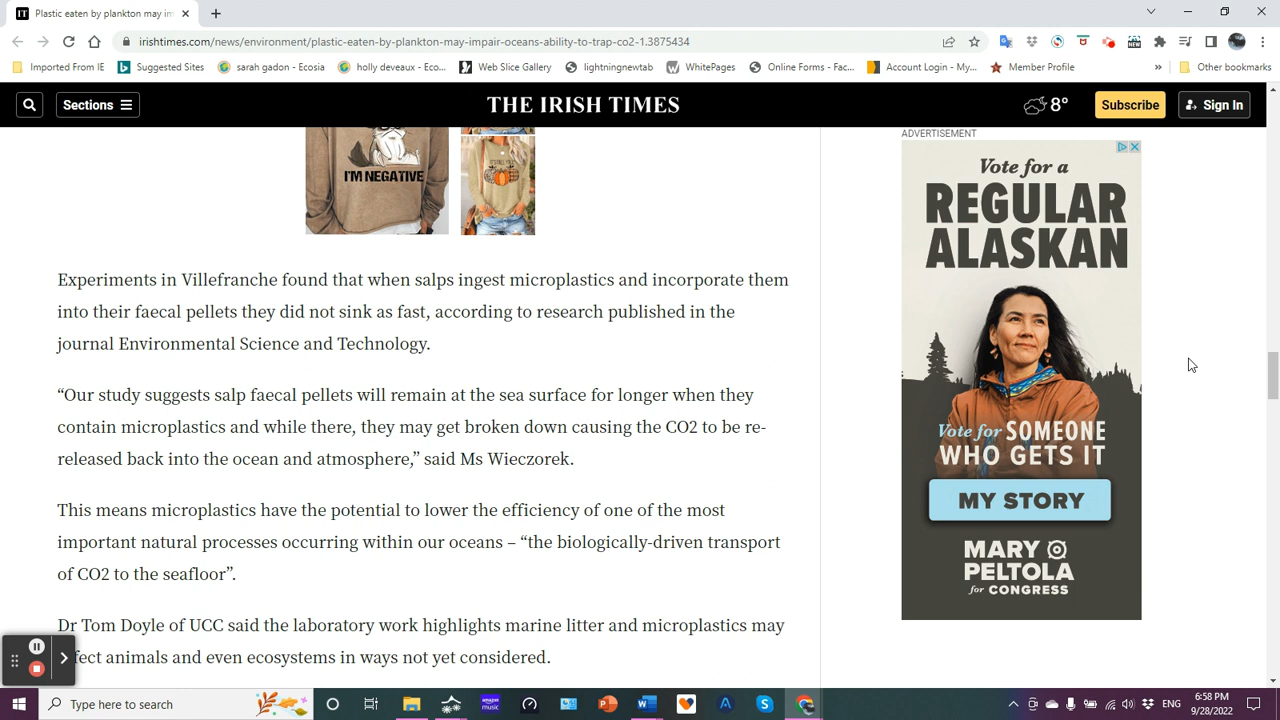 Plastic eaten by plankton may im
irishtimes.com/news/environment/plastic-eaten-by-plankton-may-impair-oceans-ability-to-trap-co2-1.3875434
Imported From IE
Suggested Sites
sarah gadon - Ecosia
holly deveaux - Eco...
Web Slice Gallery
lightningnewtab
WhitePages
Online Forms - Fac...
Account Login - My...
Member Profile
»
Other bookmarks
Sections
THE IRISH TIMES
8°
Subscribe
Sign In
I'M NEGATIVE
ADVERTISEMENT
Vote for a
REGULAR
ALASKAN
Vote for SOMEONE
WHO GETS IT
MY STORY
MARY
PELTOLA
for CONGRESS
Experiments in Villefranche found that when salps ingest microplastics and incorporate them
into their faecal pellets they did not sink as fast, according to research published in the
journal Environmental Science and Technology.
“Our study suggests salp faecal pellets will remain at the sea surface for longer when they
contain microplastics and while there, they may get broken down causing the CO2 to be re-
released back into the ocean and atmosphere,” said Ms Wieczorek.
This means microplastics have the potential to lower the efficiency of one of the most
important natural processes occurring within our oceans – “the biologically-driven transport
of CO2 to the seafloor”.
Dr Tom Doyle of UCC said the laboratory work highlights marine litter and microplastics may
fect animals and even ecosystems in ways not yet considered.
Type here to search
ENG
6:58 PM
9/28/2022